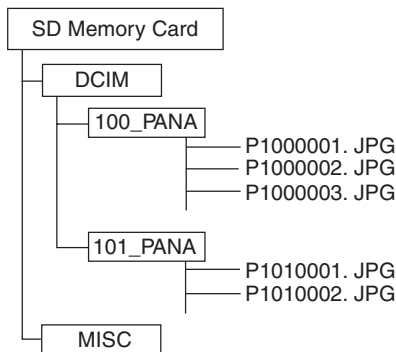 SD Memory Card
DCIM
100_PANA
P1000001. JPG
P1000002. JPG
P1000003. JPG
101_PANA
P1010001. JPG
P1010002. JPG
MISC